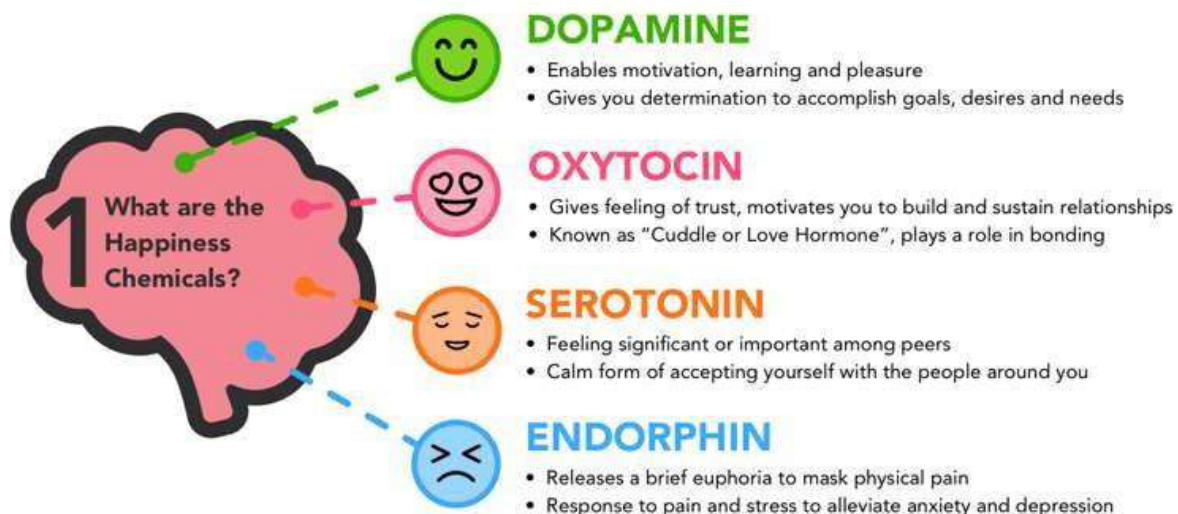 1
What are the
Happiness
Chemicals?
DOPAMINE
• Enables motivation, learning and pleasure
• Gives you determination to accomplish goals, desires and needs
OXYTOCIN
• Gives feeling of trust, motivates you to build and sustain relationships
• Known as “Cuddle or Love Hormone”, plays a role in bonding
SEROTONIN
• Feeling significant or important among peers
• Calm form of accepting yourself with the people around you
ENDORPHIN
• Releases a brief euphoria to mask physical pain
• Response to pain and stress to alleviate anxiety and depression